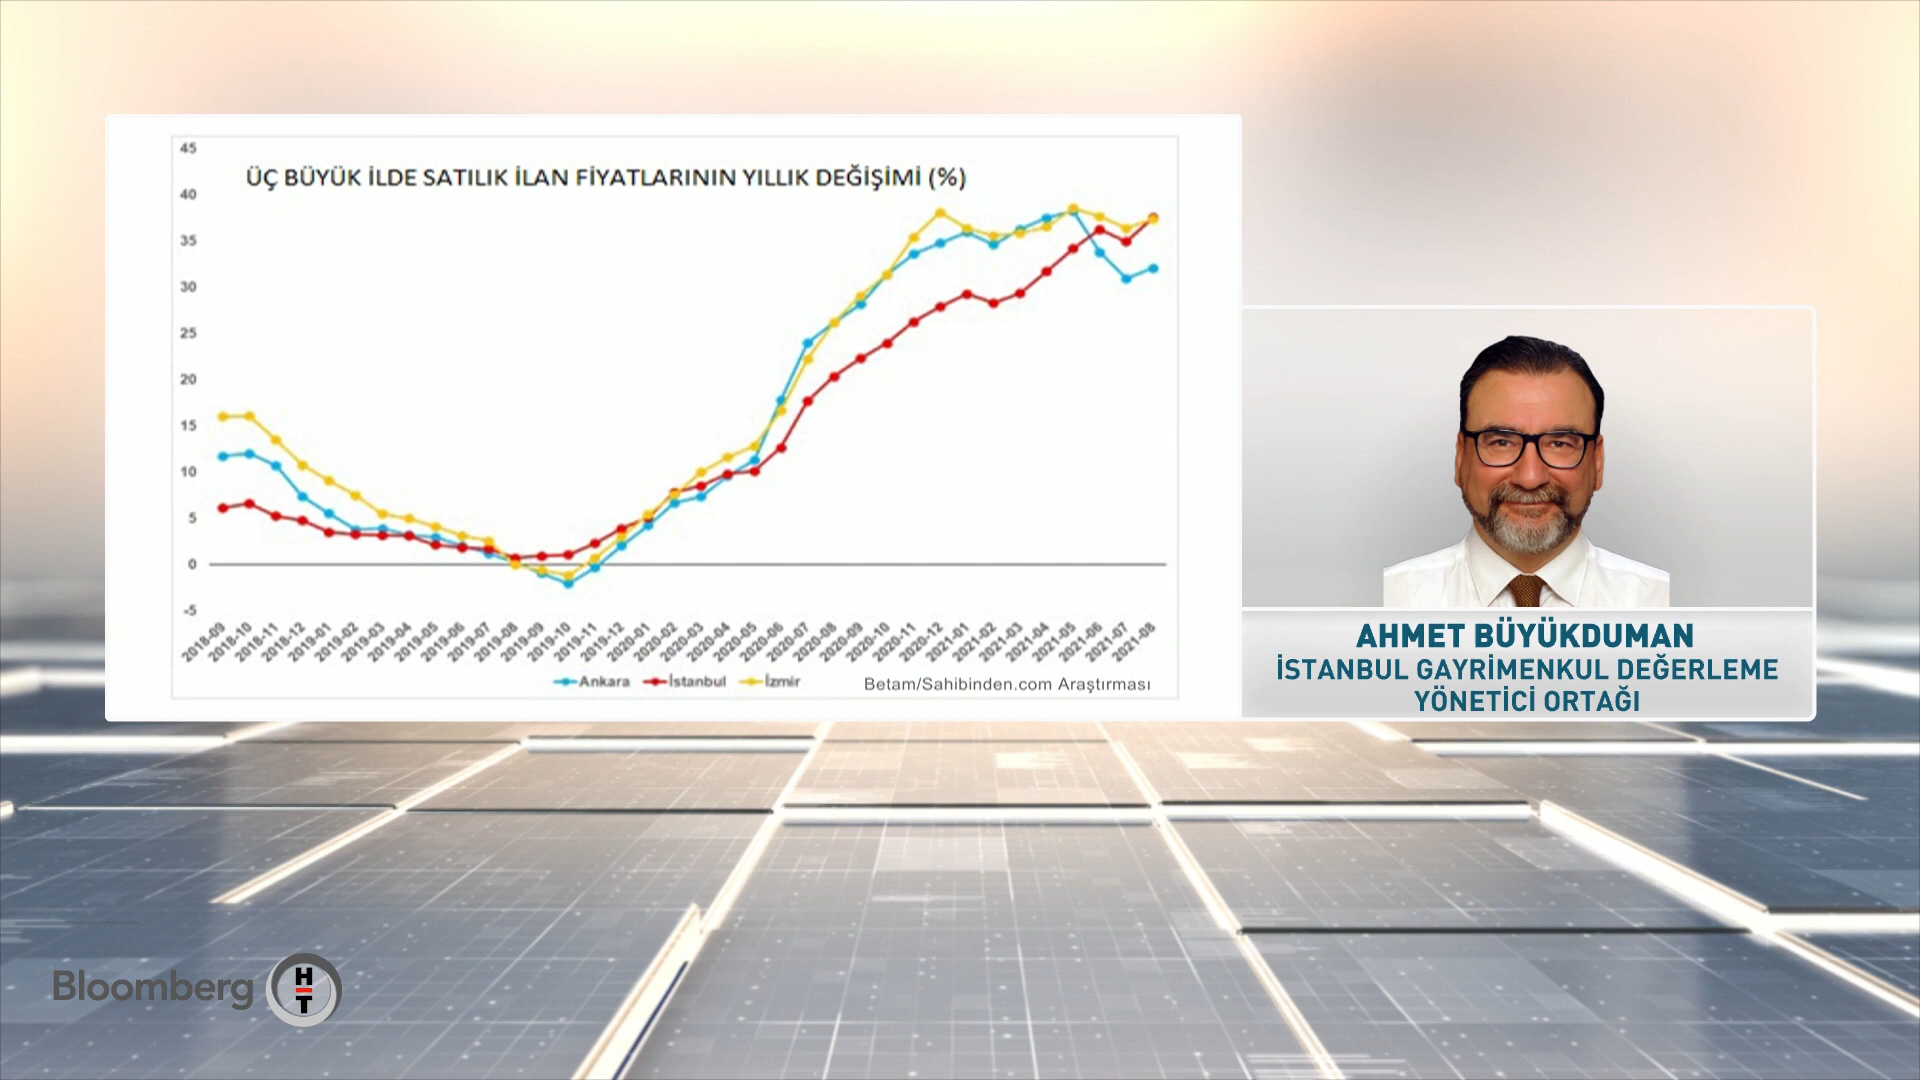 ÜÇ BÜYÜK İLDE SATILIK İLAN FİYATLARININ YILLIK DEĞİŞİMİ (%)
45
40
35
30
25
20
15
10
5
0
-5
2018-09 2018-10 2018-11 2018-12 2019-01 2019-02 2019-03 2019-04 2019-05 2019-06 2019-07 2019-08 2019-09 2019-10 2019-11 2019-12 2020-01 2020-02 2020-03 2020-04 2020-05 2020-06 2020-07 2020-08 2020-09 2020-10 2020-11 2020-12 2021-01 2021-02 2021-03 2021-04 2021-05 2021-06 2021-07 2021-08
Ankara İstanbul İzmir
Betam/Sahibinden.com Araştırması
AHMET BÜYÜKDUMAN
İSTANBUL GAYRİMENKUL DEĞERLEME
YÖNETİCİ ORTAĞI
Bloomberg HT